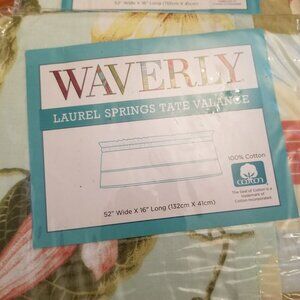 52" Wide X 16" Long (132cm X 41cm)
WAVERLY
LAUREL SPRINGS TATE VALANCE
100% Cotton
COTTON
The Seal of Cotton is a
trademark of
Cotton Incorporated.
52" Wide X 16" Long (132cm X 41cm)